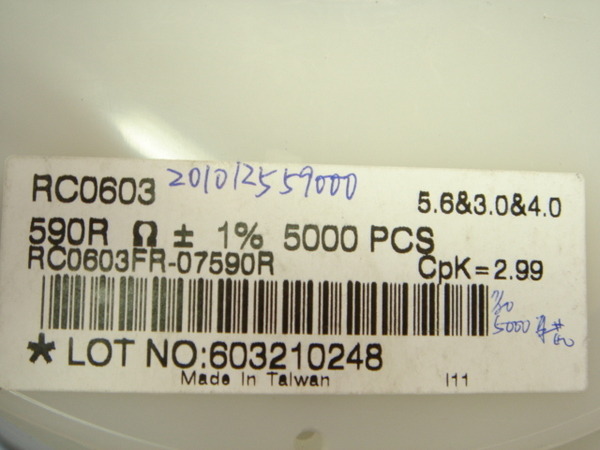 RC0603 201012559000 5.6&3.0&4.0
590R Ω ± 1% 5000 PCS
RC0603FR-07590R CpK=2.99
5000
* LOT NO:603210248
Made In Taiwan I11